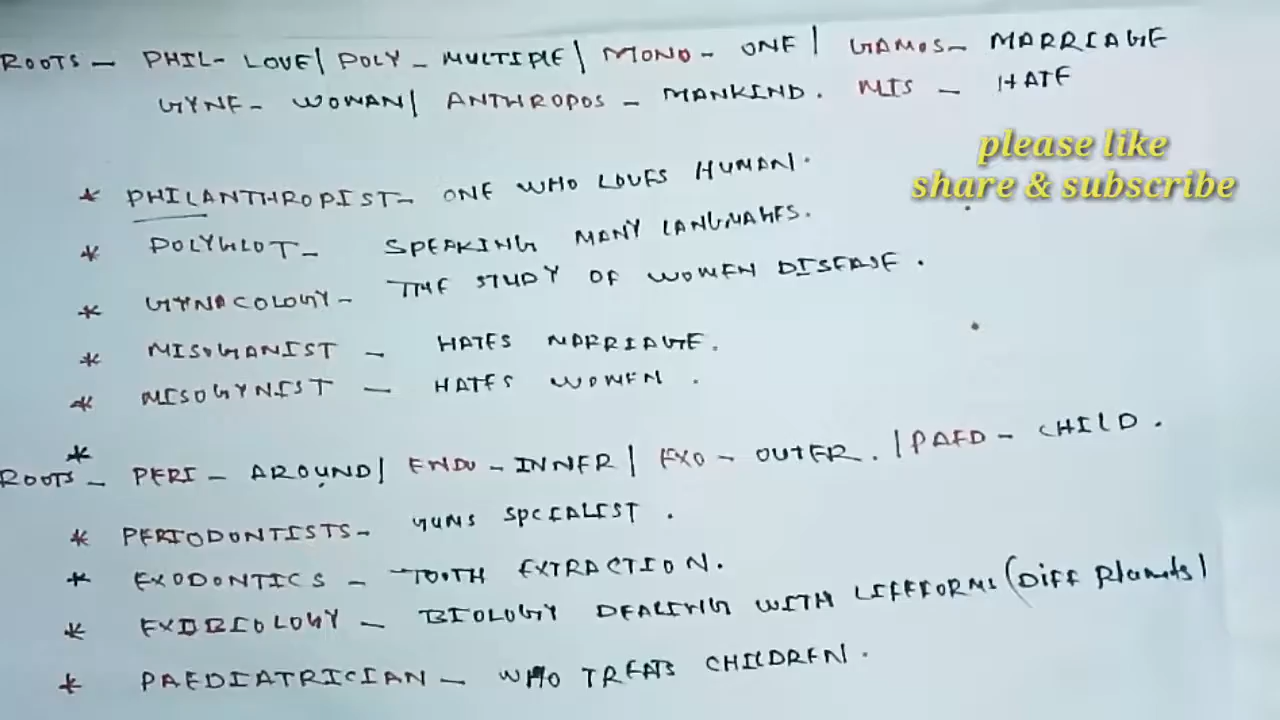 ROOTS - PHIL- LOVE| POLY - MULTIPLE| MONO - ONE| GAMOS- MARRIAGE
GYNE- WOMAN| ANTHROPOS - MANKIND. MIS - HATE
please like
share & subscribe
* PHILANTHROPIST- ONE WHO LOVES HUMAN.
* POLYGLOT- SPEAKING MANY LANGUAGES.
* GYNACOLOGY- THE STUDY OF WOMEN DISEASE.
* MISOGANIST - HATES MARRIAGE.
* MISOGYNIST - HATES WOMEN.
*
ROOTS- PERI - AROUND| ENDO - INNER| EXO - OUTER. |PAED - CHILD.
* PERIODONTISTS- GUMS SPCIALIST.
* EXODONTICS - TOOTH EXTRACTION.
* EXOBIOLOGY - BIOLOGY DEALING WITH LIFEFORMS (Diff Planets)
* PAEDIATRICIAN - WHO TREATS CHILDREN.